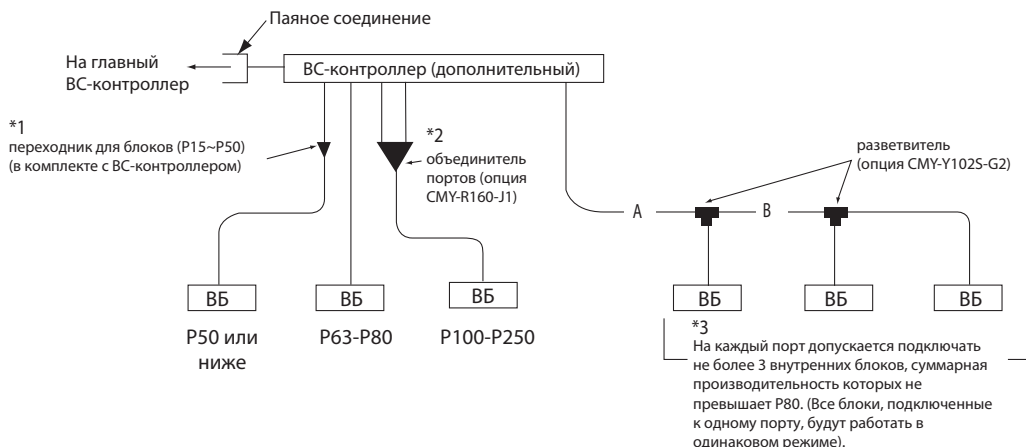 Паяное соединение
На главный
ВС-контроллер
ВС-контроллер (дополнительный)
*1
переходник для блоков (P15~P50)
(в комплекте с ВС-контроллером)
*2
объединитель
портов (опция
CMY-R160-J1)
разветвитель
(опция CMY-Y102S-G2)
A
B
ВБ
ВБ
ВБ
ВБ
ВБ
ВБ
P50 или
ниже
P63-P80
P100-P250
*3
На каждый порт допускается подключать
не более 3 внутренних блоков, суммарная
производительность которых не
превышает P80. (Все блоки, подключенные
к одному порту, будут работать в
одинаковом режиме).